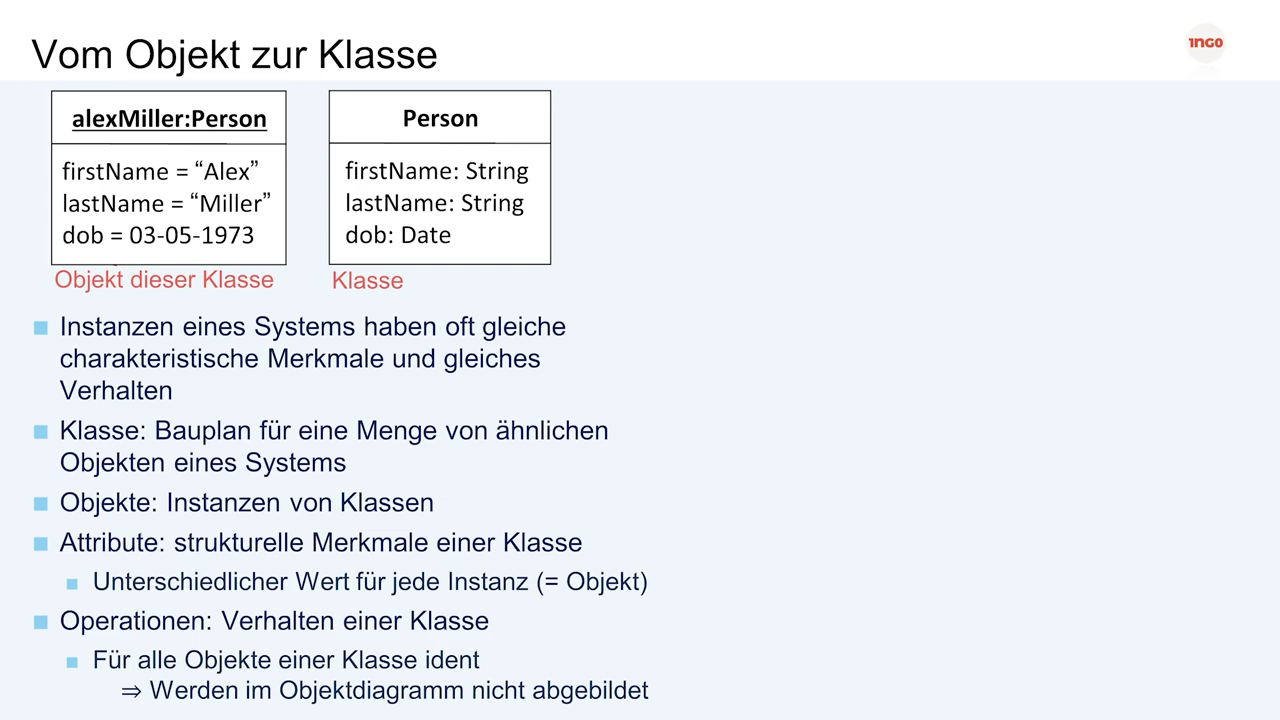 Vom Objekt zur Klasse
1NGO
alexMiller:Person
firstName = “Alex”
lastName = “Miller”
dob = 03-05-1973
Objekt dieser Klasse
Person
firstName: String
lastName: String
dob: Date
Klasse
Instanzen eines Systems haben oft gleiche
charakteristische Merkmale und gleiches
Verhalten
Klasse: Bauplan für eine Menge von ähnlichen
Objekten eines Systems
Objekte: Instanzen von Klassen
Attribute: strukturelle Merkmale einer Klasse
Unterschiedlicher Wert für jede Instanz (= Objekt)
Operationen: Verhalten einer Klasse
Für alle Objekte einer Klasse ident
⇒ Werden im Objektdiagramm nicht abgebildet